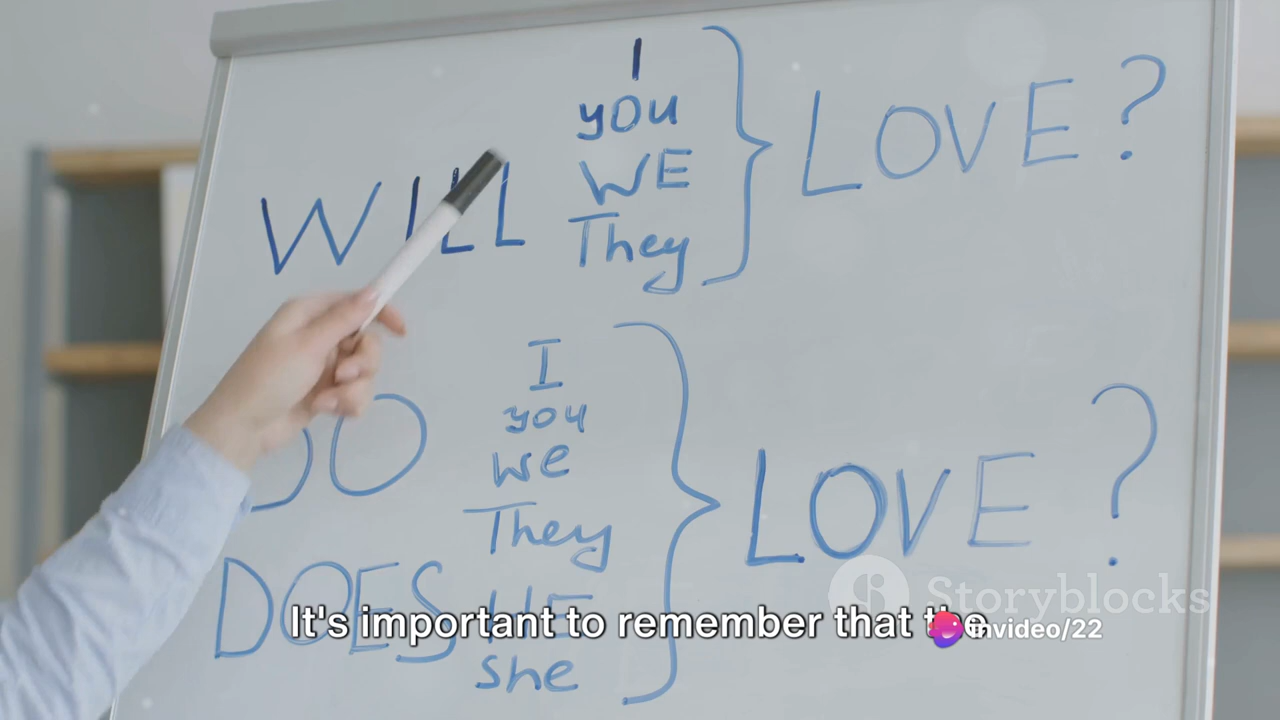 I
you
WILL WE LOVE ?
They
I
you
DO we
They LOVE ?
DOES HE
she
It's important to remember that the
Storyblocks
invideo/22